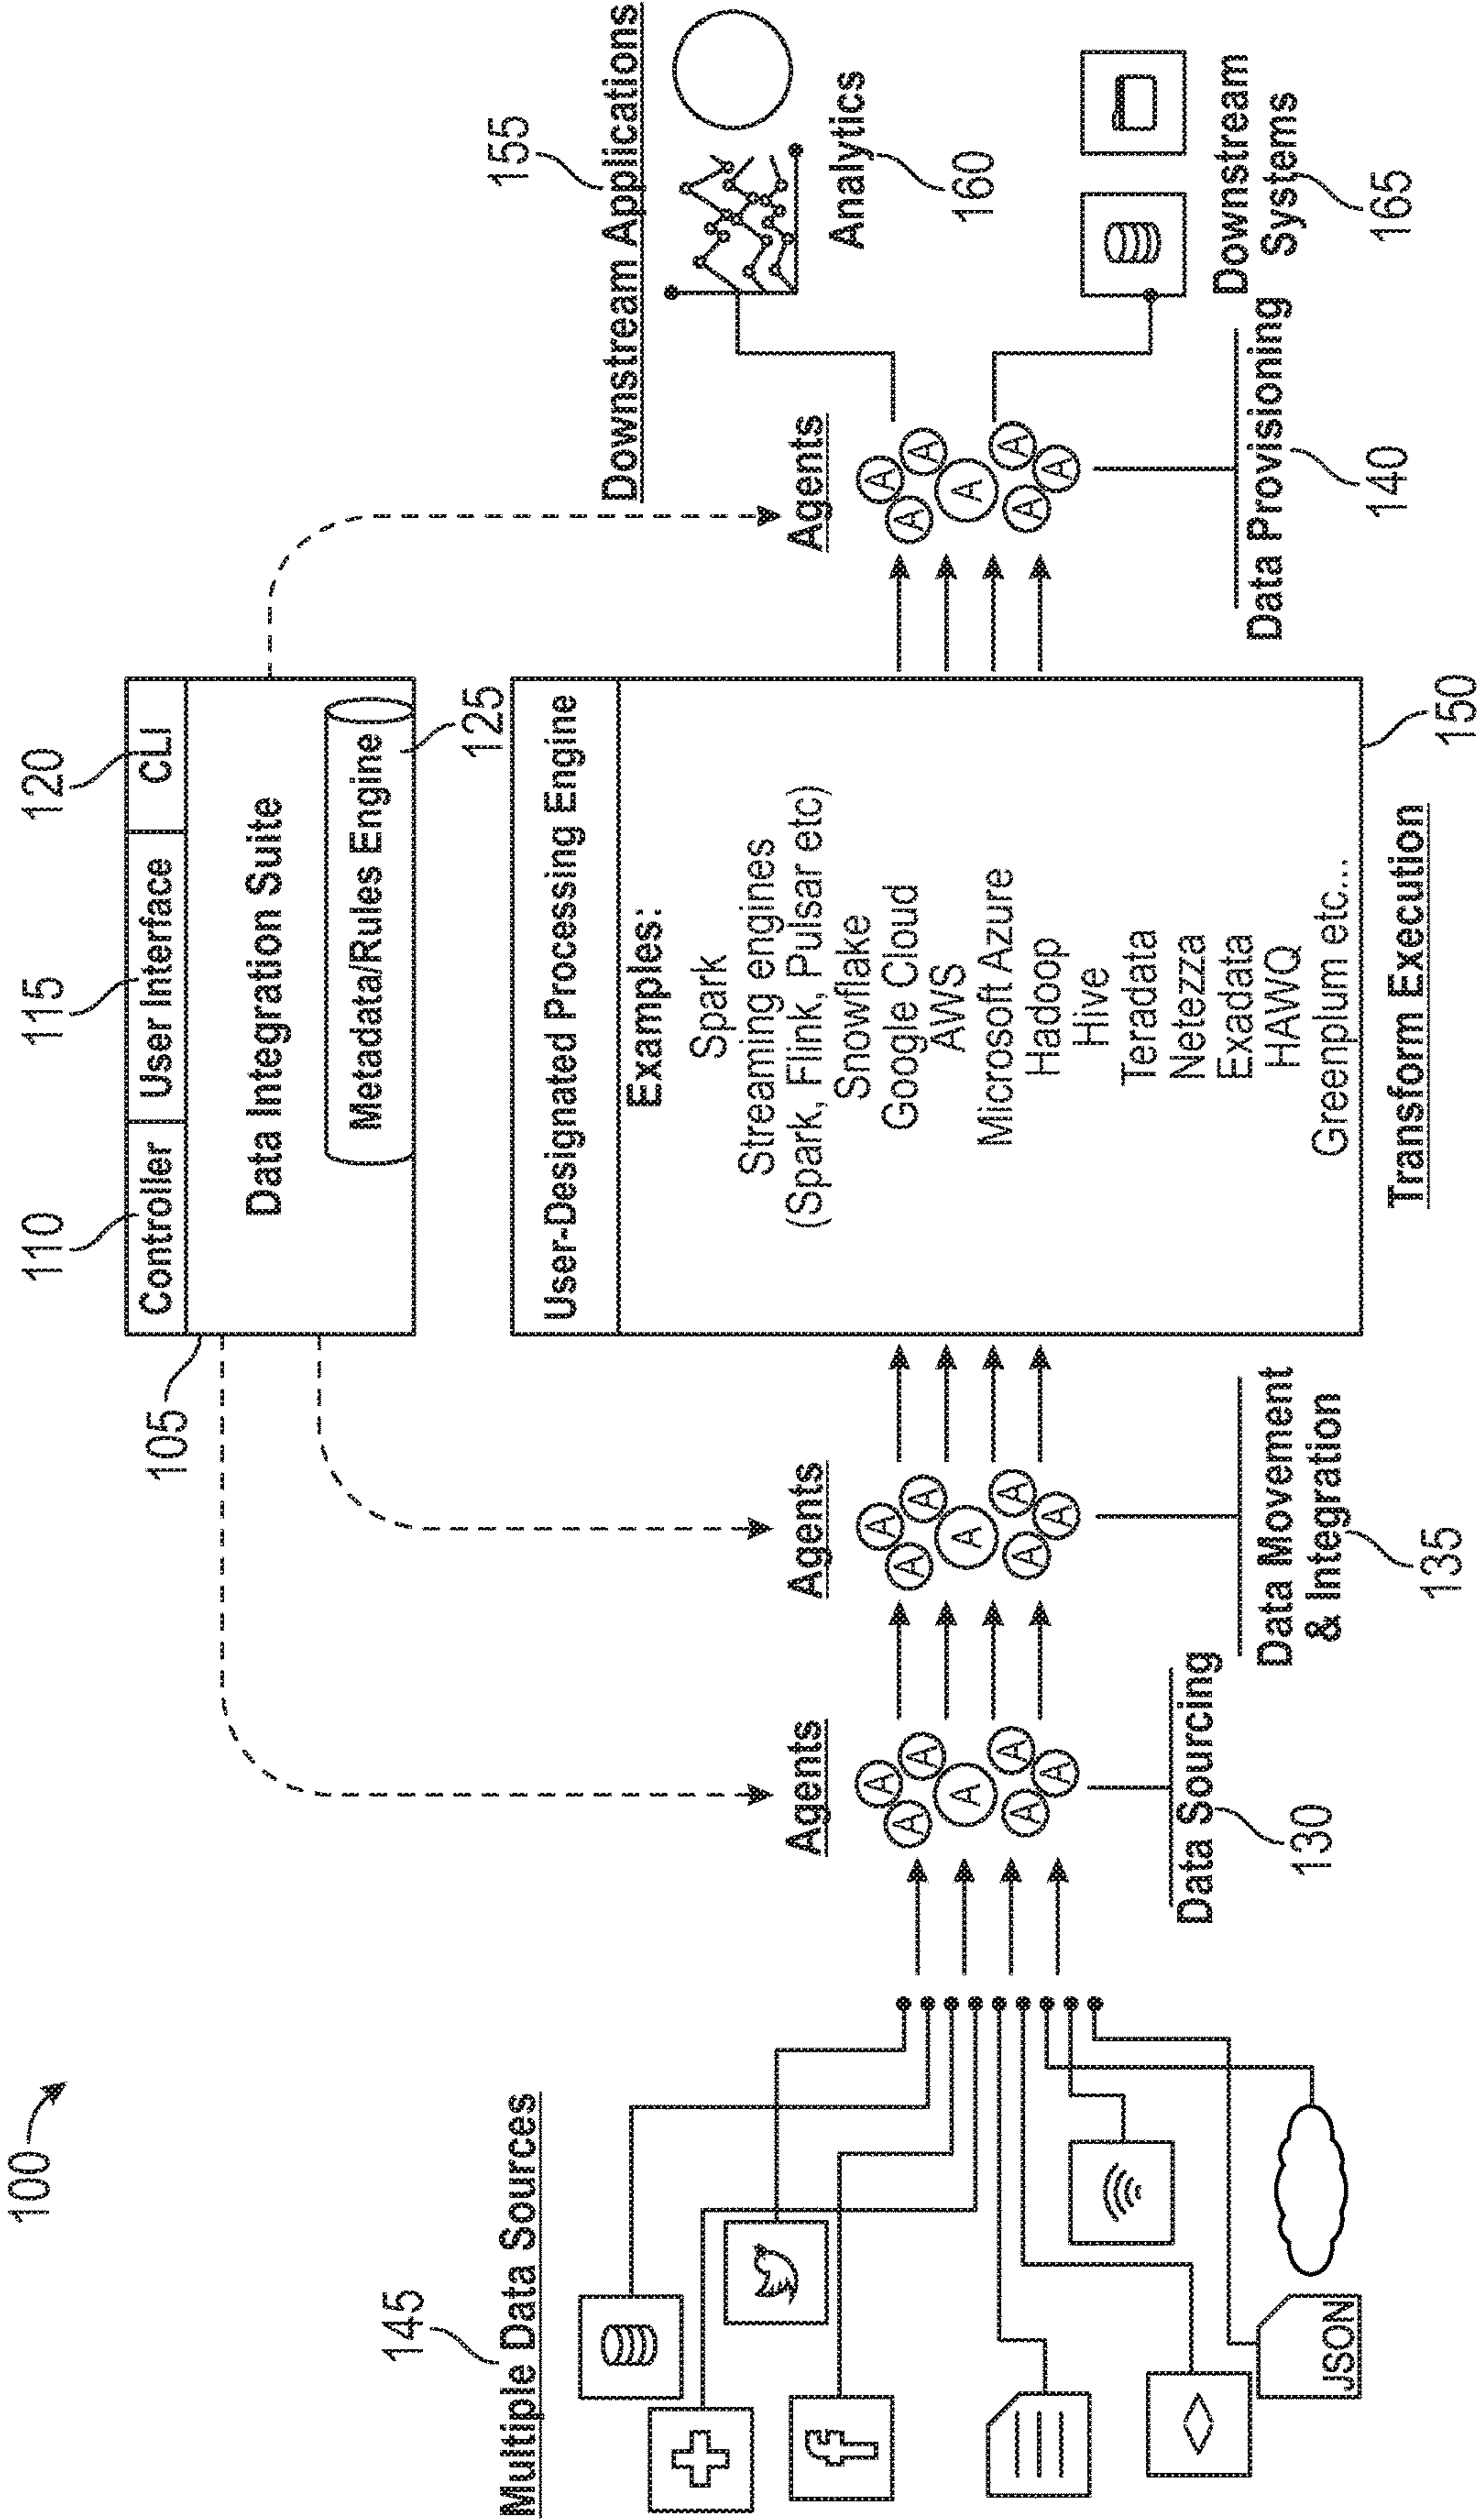 100
145
Multiple Data Sources
f
JSON
105
110
115
120
Controller
User Interface
CLI
Data Integration Suite
Metadata/Rules Engine
125
Agents
A
A
A
A
A
A
A
Data Sourcing
130
Agents
A
A
A
A
A
A
A
Data Movement
& Integration
135
User-Designated Processing Engine
Examples:
Spark
Streaming engines
(Spark, Flink, Pulsar etc)
Snowflake
Google Cloud
AWS
Microsoft Azure
Hadoop
Hive
Teradata
Netezza
Exadata
HAWQ
Greenplum etc...
150
Transform Execution
Agents
A
A
A
A
A
A
A
Data Provisioning
140
155
Downstream Applications
Analytics
160
Downstream
Systems
165